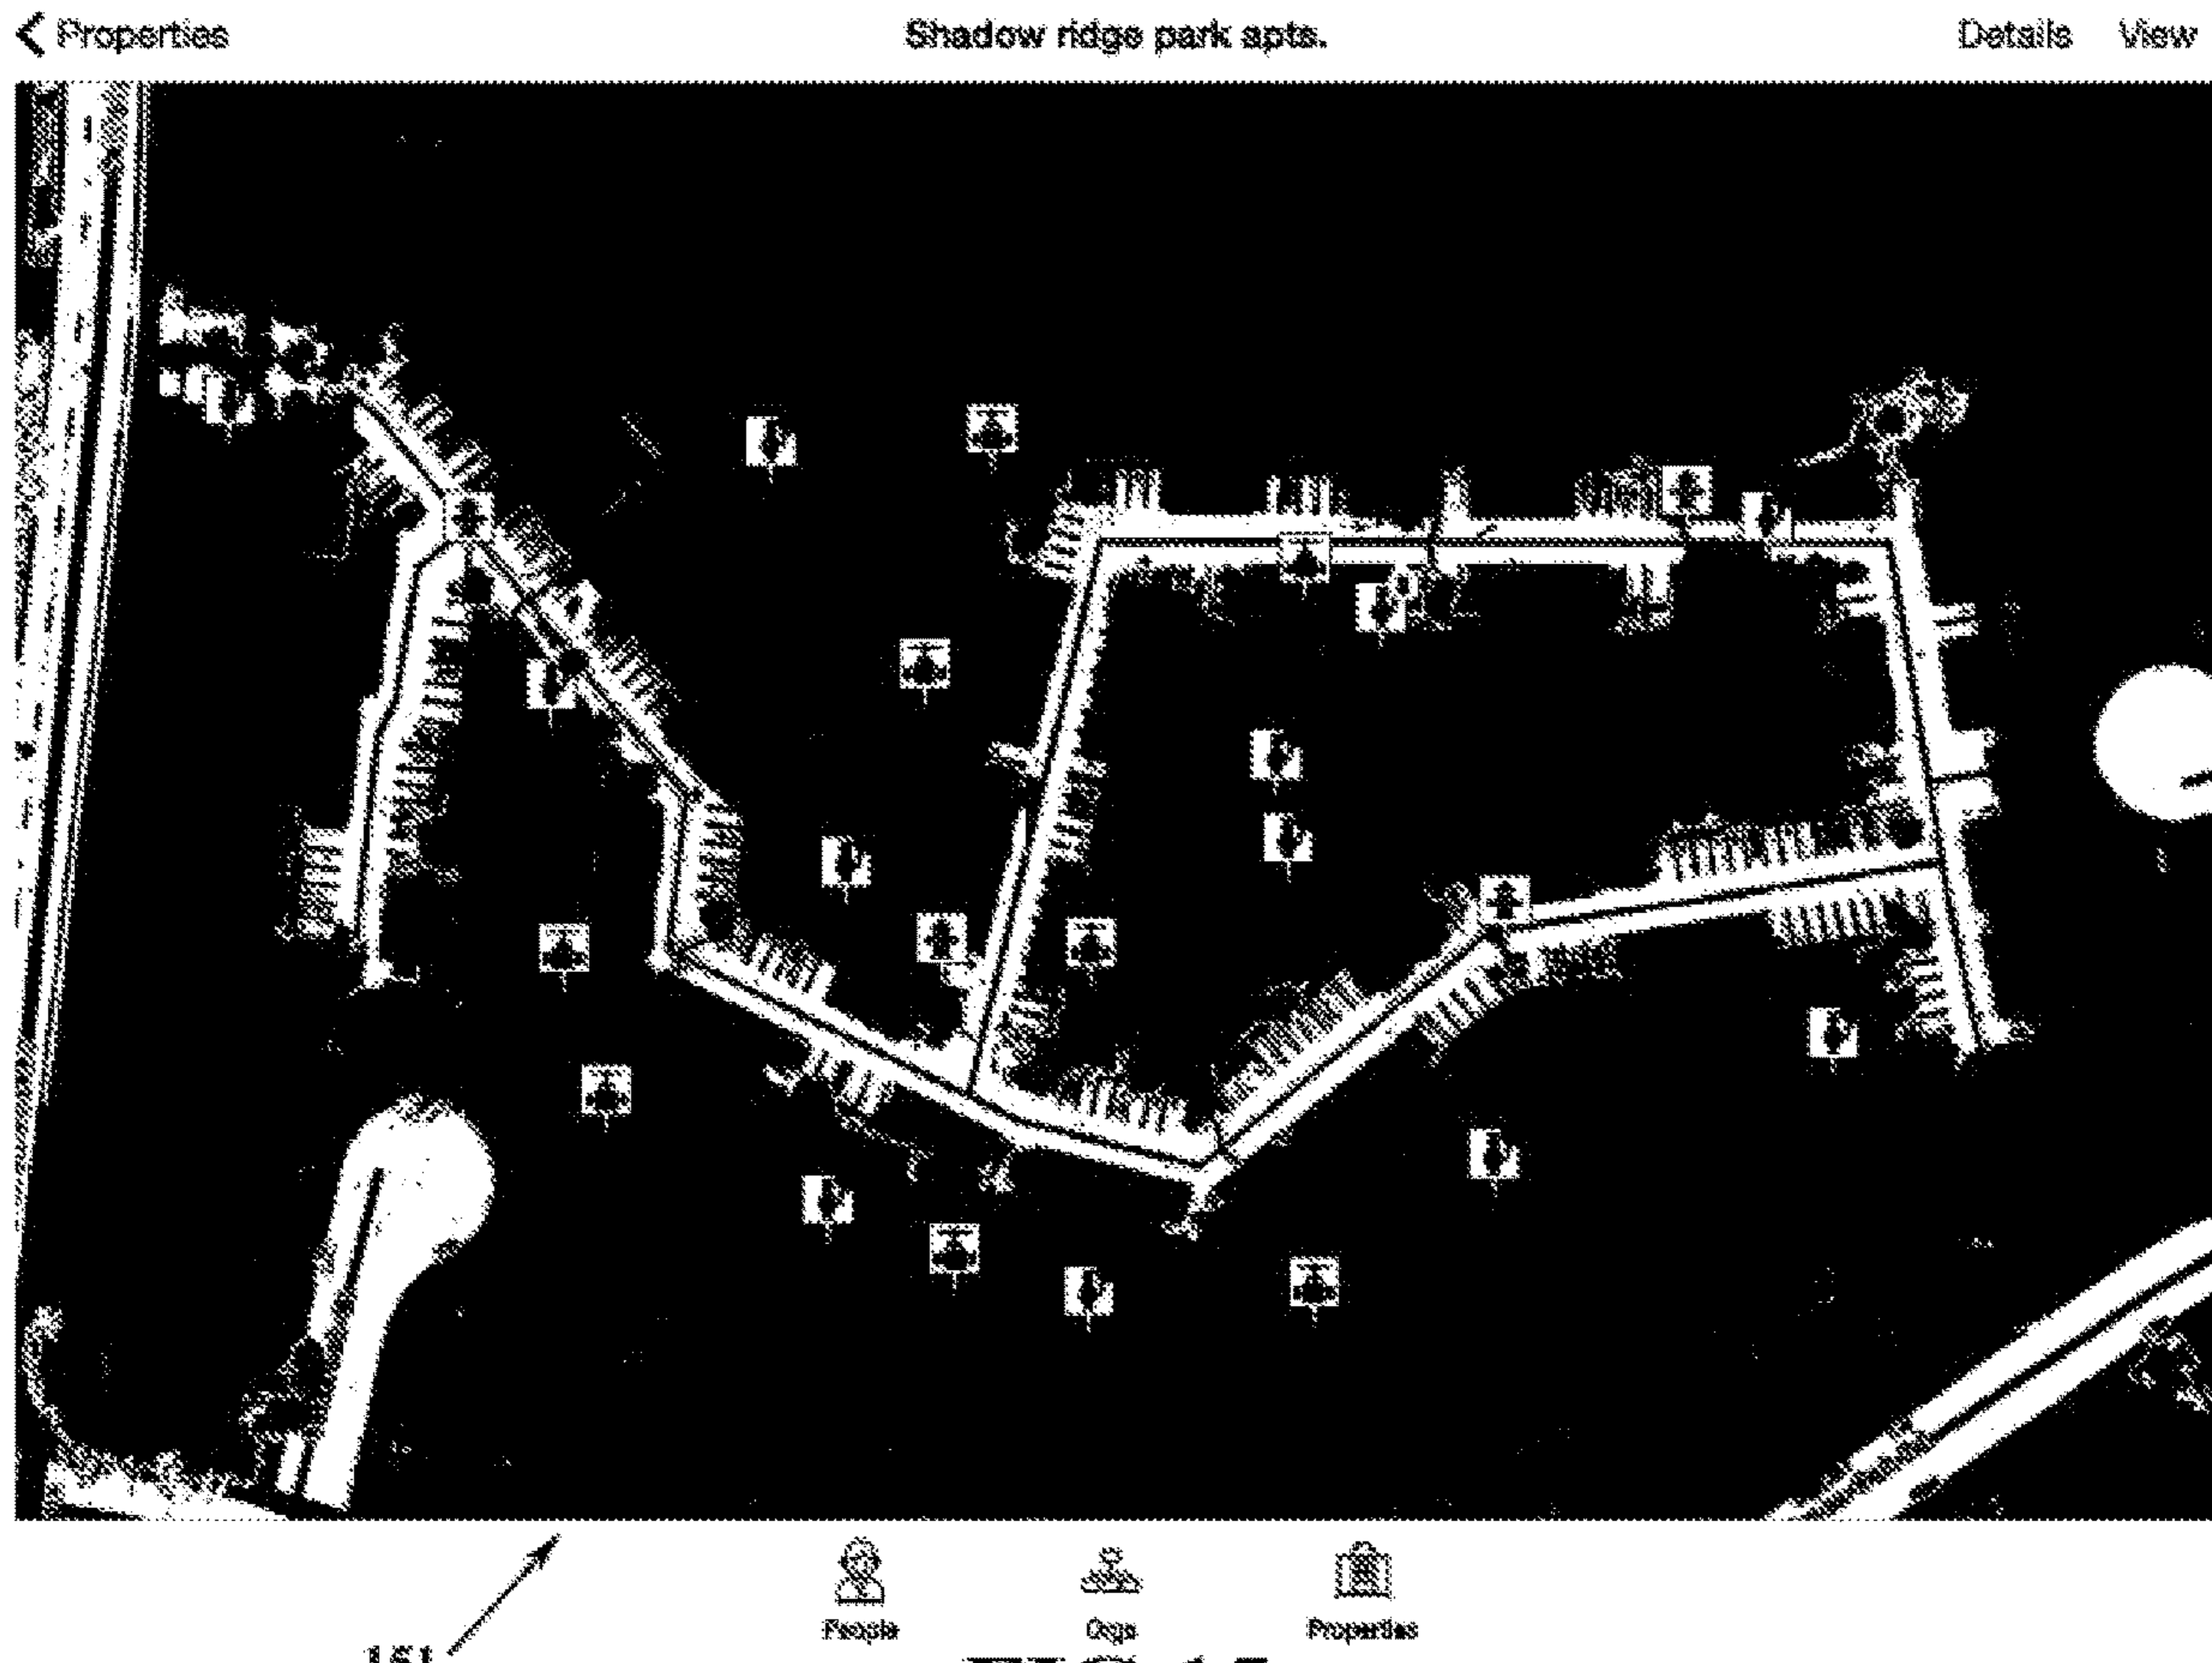 Properties
Shadow ridge park apts.
Details View
People Orgs Properties